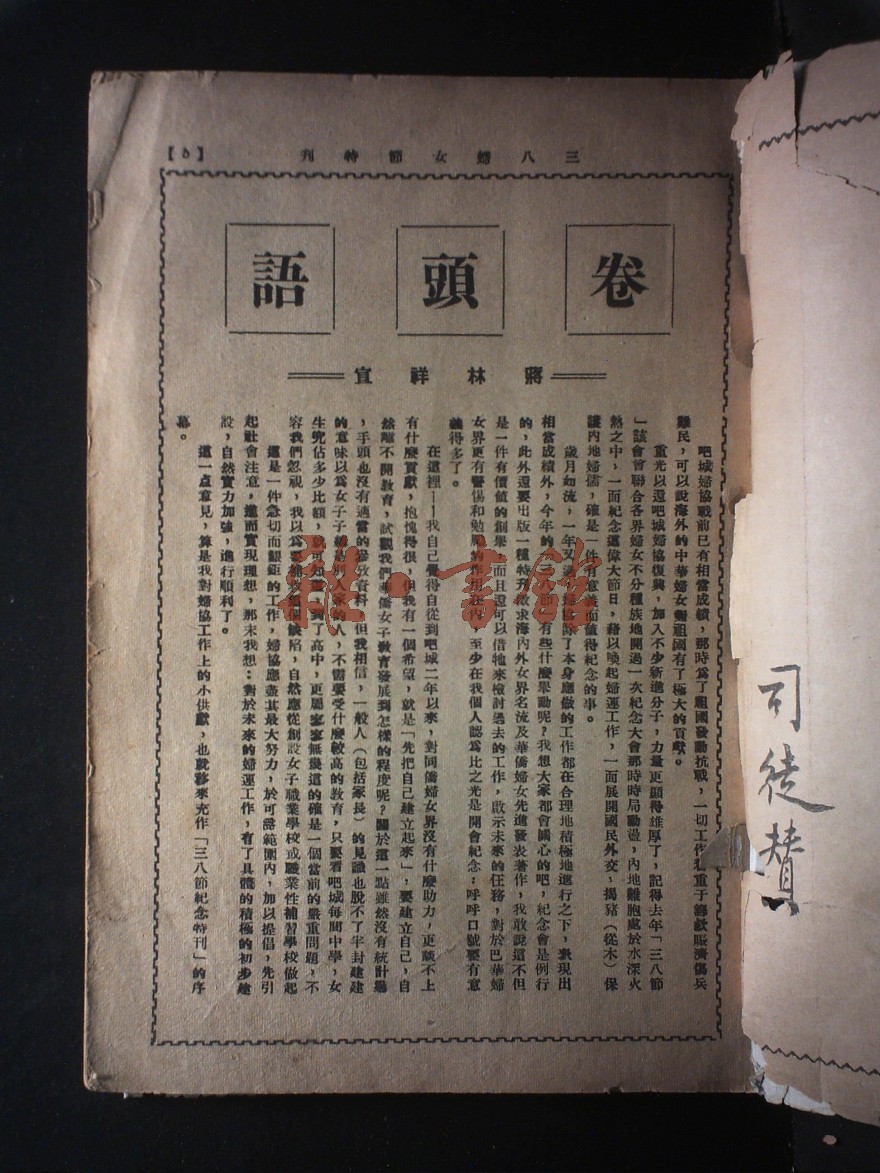 三八婦女節特刊
【5】
卷頭語
蔣林祥宜
吧城婦協戰前已有相當成績，那時爲了祖國發動抗戰，一切工作着重于籌款賑濟傷兵
難民，可以說海外的中華婦女對祖國有了極大的貢獻。
重光以還吧城婦協復興，加入不少新進分子，力量更顯得雄厚了，記得去年「三八節
」該會曾聯合各界婦女不分種族地開過一次紀念大會那時時局動盪，內地難胞處於水深火
熱之中，一面紀念這偉大節日，藉以喚起婦運工作，一面展開國民外交，揭豬（從木）保
護內地婦孺，確是一件有意義而值得紀念的事。
歲月如流，一年又過婦協除了本身應做的工作都在合理地積極地進行之下，表現出
相當成績外，今年的有些什麼舉動呢？我想大家都會關心的吧，紀念會是例行
的，此外還要出版一種特刊徵求海內外女界名流及華僑婦女先進發表著作，我敢說這不但
是一件有價值的創舉而且還可以借牠來檢討過去的工作，啟示未來的任務，對於巴華婦
女界更有警惕和勉勵的作用在內，至少在我個人認爲比之光是開會紀念；呼呼口號要有意
義得多了。
在這裡——我自己覺得自從到吧城二年以來，對同僑婦女界沒有什麼助力，更談不上
有什麼貢獻，抱愧得很，但我有一個希望，就是「先把自己建立起來」，要建立自己，自
然離不開教育，試觀我們華僑女子教育發展到怎樣的程度呢？關於這一點雖然沒有統計
，手頭也沒有適當的參攷資料但我相信，一般人（包括家長）的見識也脫不了半封建
的意味以爲女子總是別人家的人，不需要受什麼較高的教育，只要看吧城每間中學，女
生究佔多少比額，就可知道到了高中，更屬寥寥無幾這的確是一個當前的嚴重問題，不
容我們忽視，我以爲要補救這個缺陷，自然應從創設女子職業學校或職業性補習學校做起
這是一件急切而艱鉅的工作，婦協應盡其最大努力，於可能範圍內，加以提倡，先引
起社會注意，進而實現理想，那末我想：對於未來的婦運工作，有了具體的積極的初步建
設，自然實力加強，進行順利了。
這一点意見，算是我對婦協工作上的小供獻，也就移來充作「三八節紀念特刊」的序
幕。
雅·書館
司徒贊